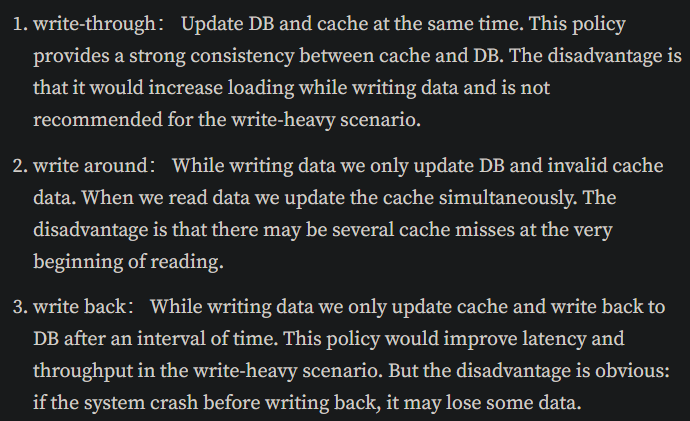 1. write-through： Update DB and cache at the same time. This policy
provides a strong consistency between cache and DB. The disadvantage is
that it would increase loading while writing data and is not
recommended for the write-heavy scenario.
2. write around： While writing data we only update DB and invalid cache
data. When we read data we update the cache simultaneously. The
disadvantage is that there may be several cache misses at the very
beginning of reading.
3. write back： While writing data we only update cache and write back to
DB after an interval of time. This policy would improve latency and
throughput in the write-heavy scenario. But the disadvantage is obvious:
if the system crash before writing back, it may lose some data.